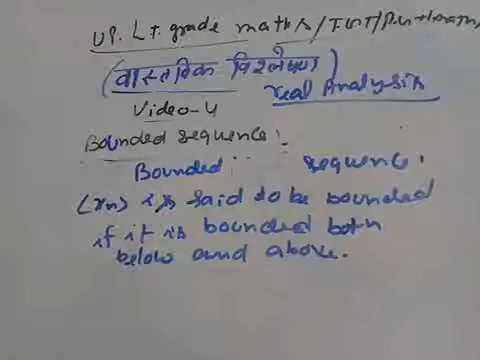 UP. LT. grade maths/TGT/P.G.T.
(वास्तविक विश्लेषण)
real Analysis
Video-4
Bounded sequence:-
Bounded sequence:
(xn) is said to be bounded
if it is bounded both
below and above.